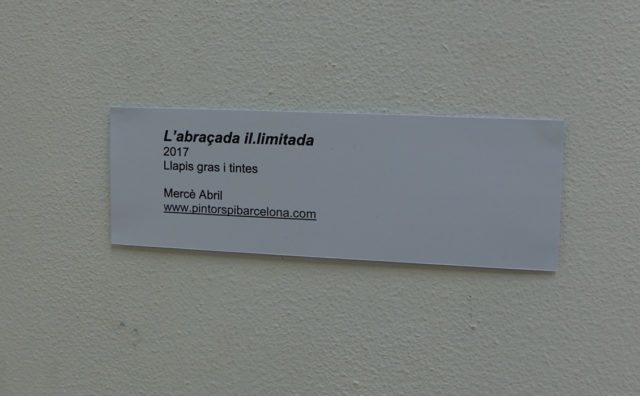 L'abraçada il.limitada
2017
Llapis gras i tintes
Mercè Abril
www.pintorspibarcelona.com